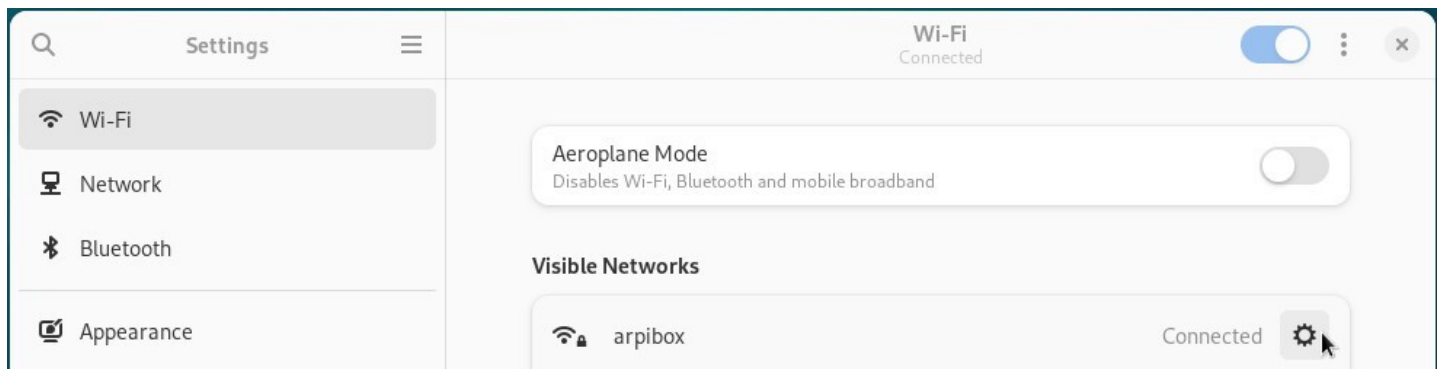 Settings
Wi-Fi
Connected
Wi-Fi
Network
Bluetooth
Appearance
Aeroplane Mode
Disables Wi-Fi, Bluetooth and mobile broadband
Visible Networks
arpibox
Connected